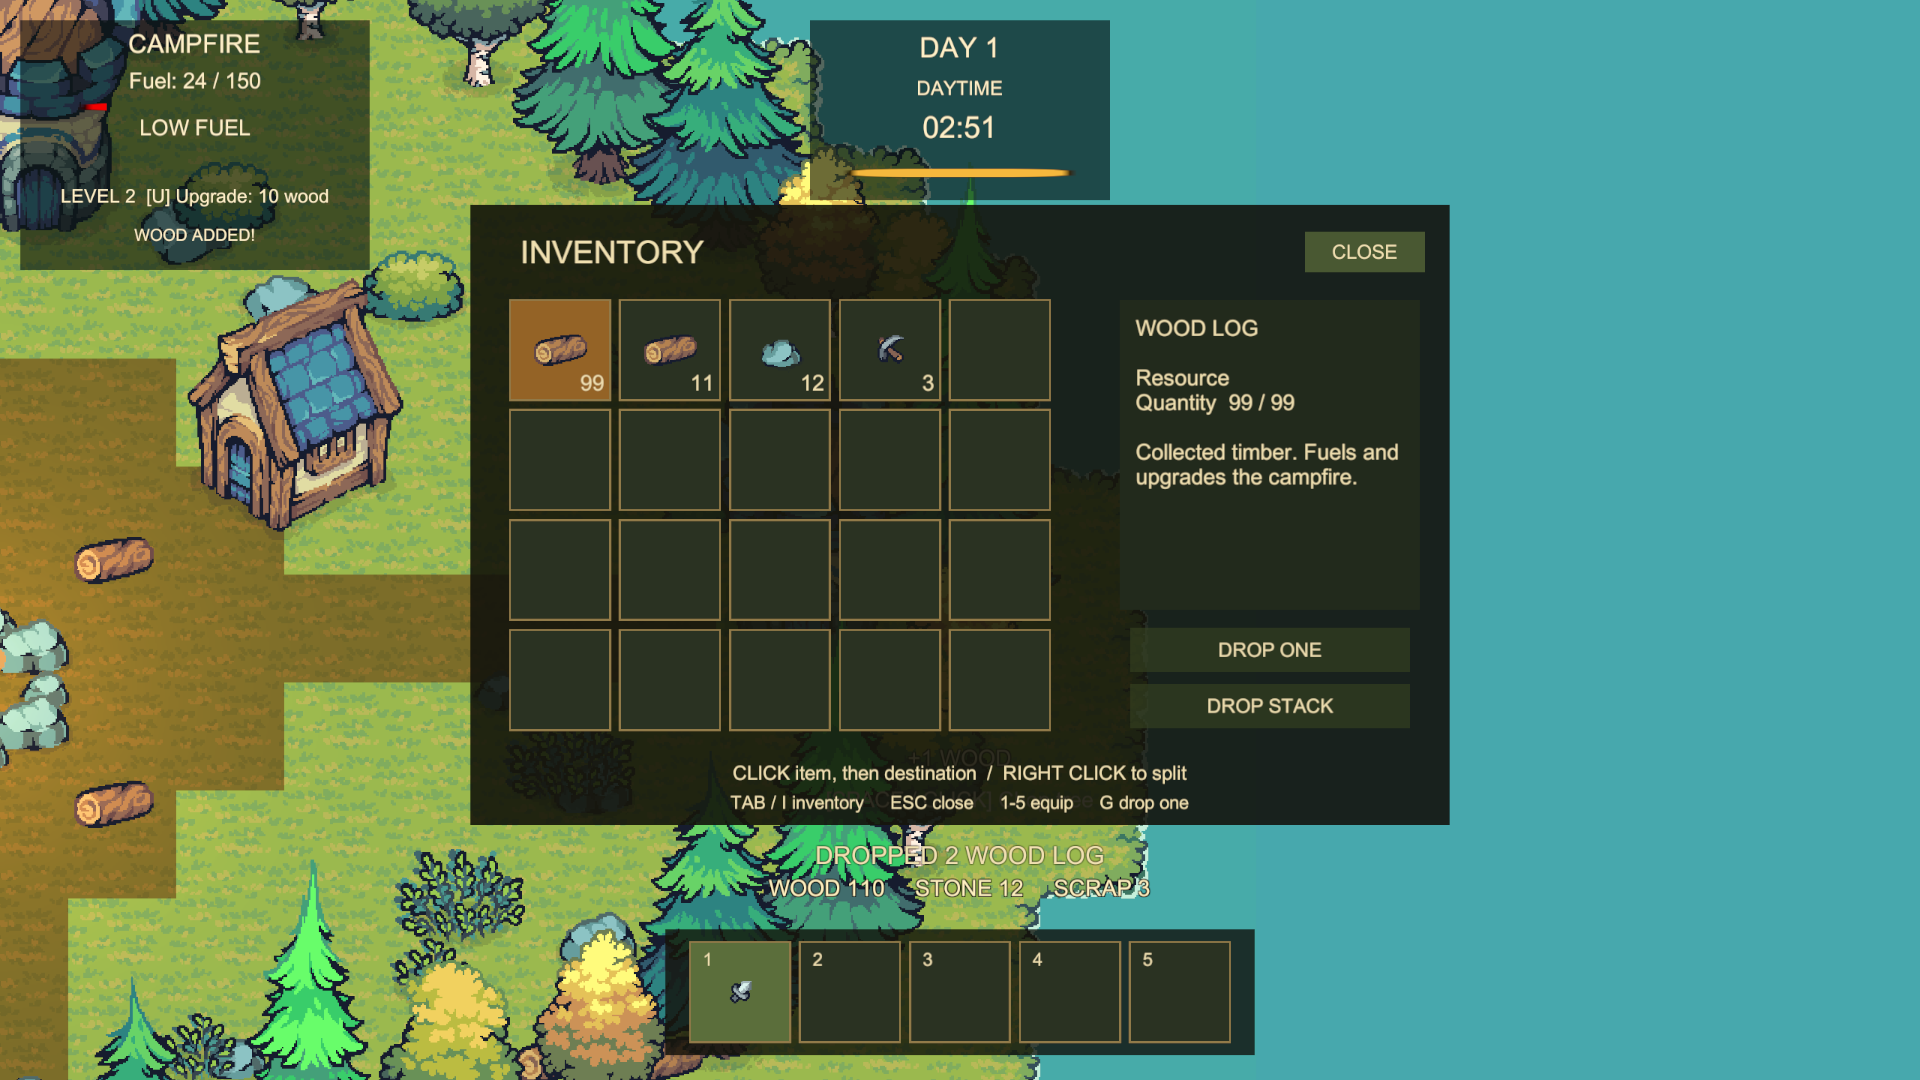 CAMPFIRE
Fuel: 24 / 150
LOW FUEL
LEVEL 2 [U] Upgrade: 10 wood
WOOD ADDED!
DAY 1
DAYTIME
02:51
INVENTORY
CLOSE
99
11
12
3
WOOD LOG
Resource
Quantity 99 / 99
Collected timber. Fuels and
upgrades the campfire.
DROP ONE
DROP STACK
+1 WOOD
CLICK item, then destination / RIGHT CLICK to split
TAB / I inventory ESC close 1-5 equip G drop one
DROPPED 2 WOOD LOG
WOOD 110 STONE 12 SCRAP 3
1
2
3
4
5